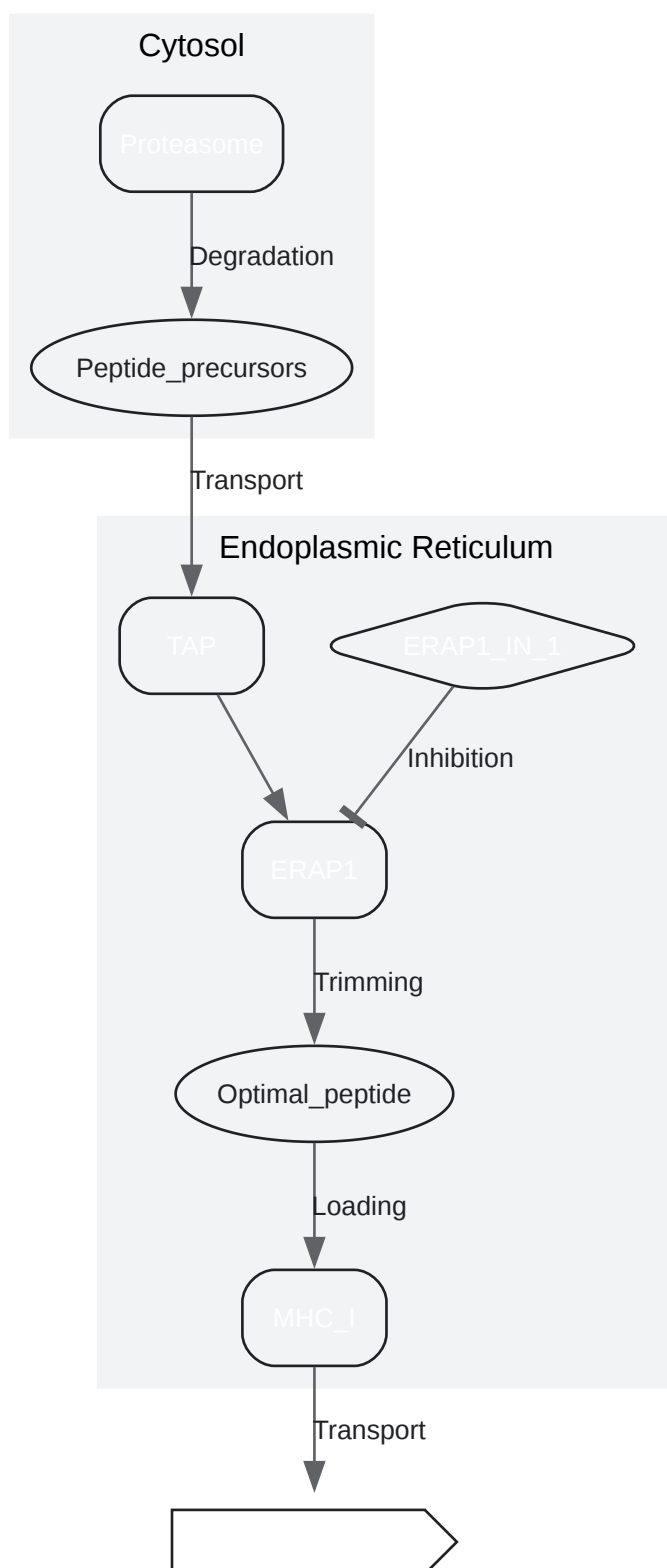 Cytosol
Proteasome
Degradation
Peptide_precursors
Transport
Endoplasmic Reticulum
TAP
ERAP1_IN_1
Inhibition
ERAP1
Trimming
Optimal_peptide
Loading
MHC_I
Transport